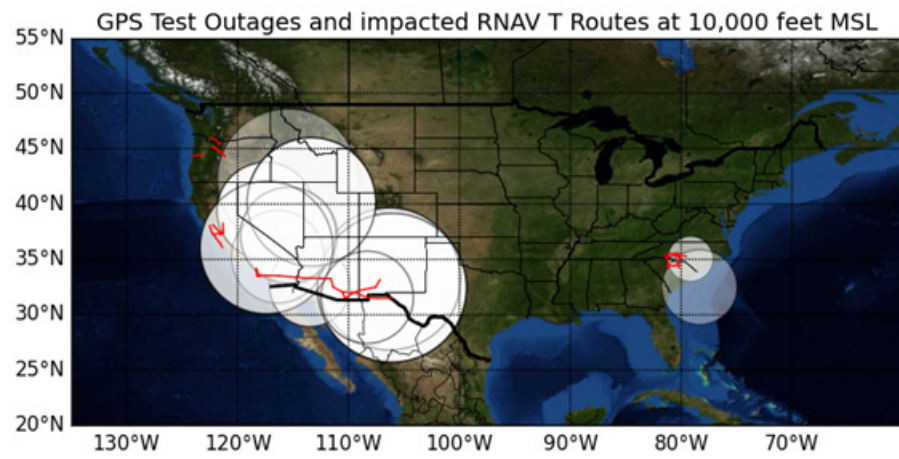 GPS Test Outages and impacted RNAV T Routes at 10,000 feet MSL
55°N
50°N
45°N
40°N
35°N
30°N
25°N
20°N
130°W 120°W 110°W 100°W 90°W 80°W 70°W